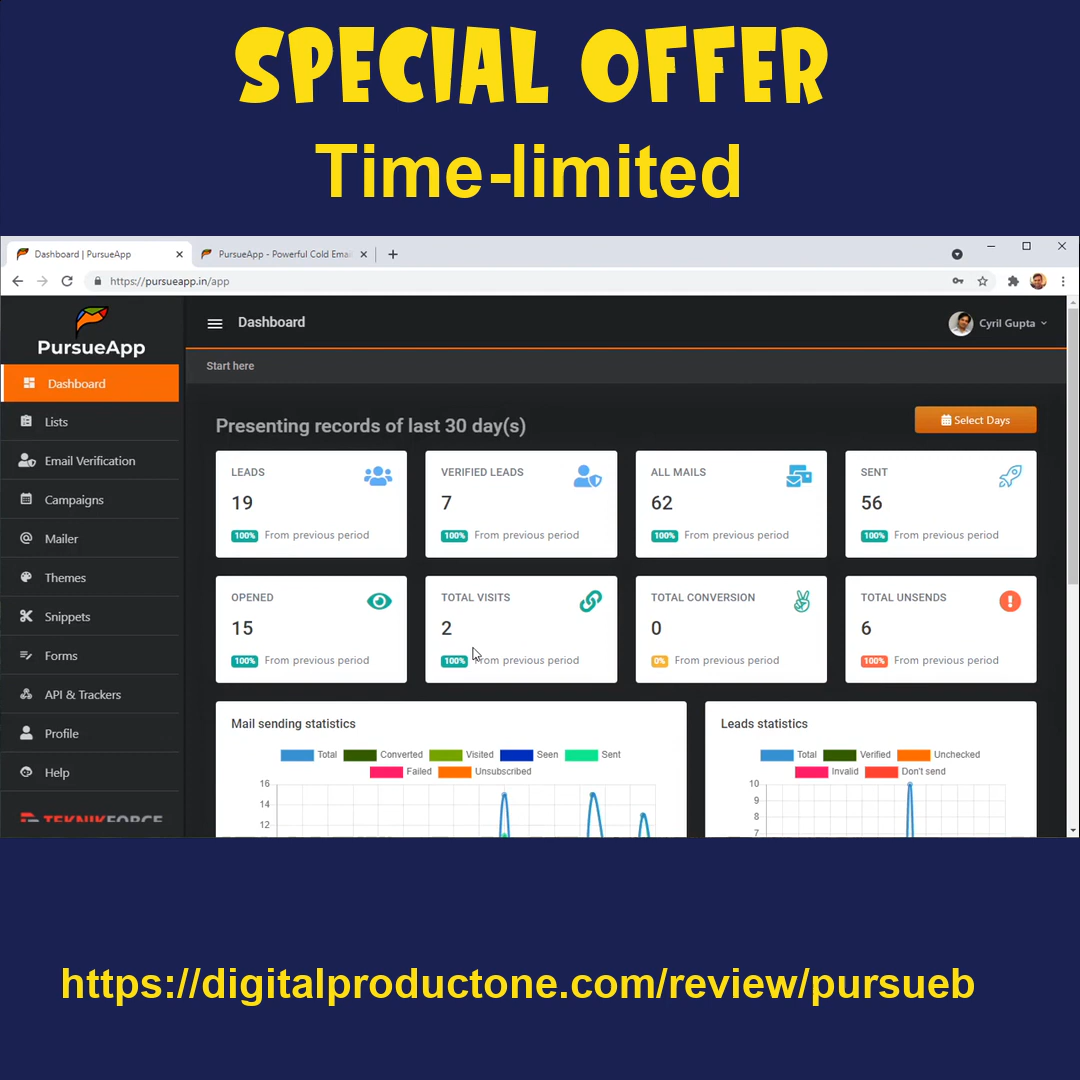 SPECIAL OFFER
Time-limited
Dashboard | PursueApp
PursueApp - Powerful Cold Emai
https://pursueapp.in/app
PursueApp
Dashboard
Cyril Gupta
Start here
Dashboard
Lists
Email Verification
Campaigns
Mailer
Themes
Snippets
Forms
API & Trackers
Profile
Help
TEKNIKFORCE
Presenting records of last 30 day(s)
Select Days
LEADS
19
100% From previous period
VERIFIED LEADS
7
100% From previous period
ALL MAILS
62
100% From previous period
SENT
56
100% From previous period
OPENED
15
100% From previous period
TOTAL VISITS
2
100% From previous period
TOTAL CONVERSION
0
0% From previous period
TOTAL UNSENDS
6
100% From previous period
Mail sending statistics
Total Converted Visited Seen Sent
Failed Unsubscribed
16
14
12
Leads statistics
Total Verified Unchecked
Invalid Don't send
10
9
8
7
https://digitalproductone.com/review/pursueb